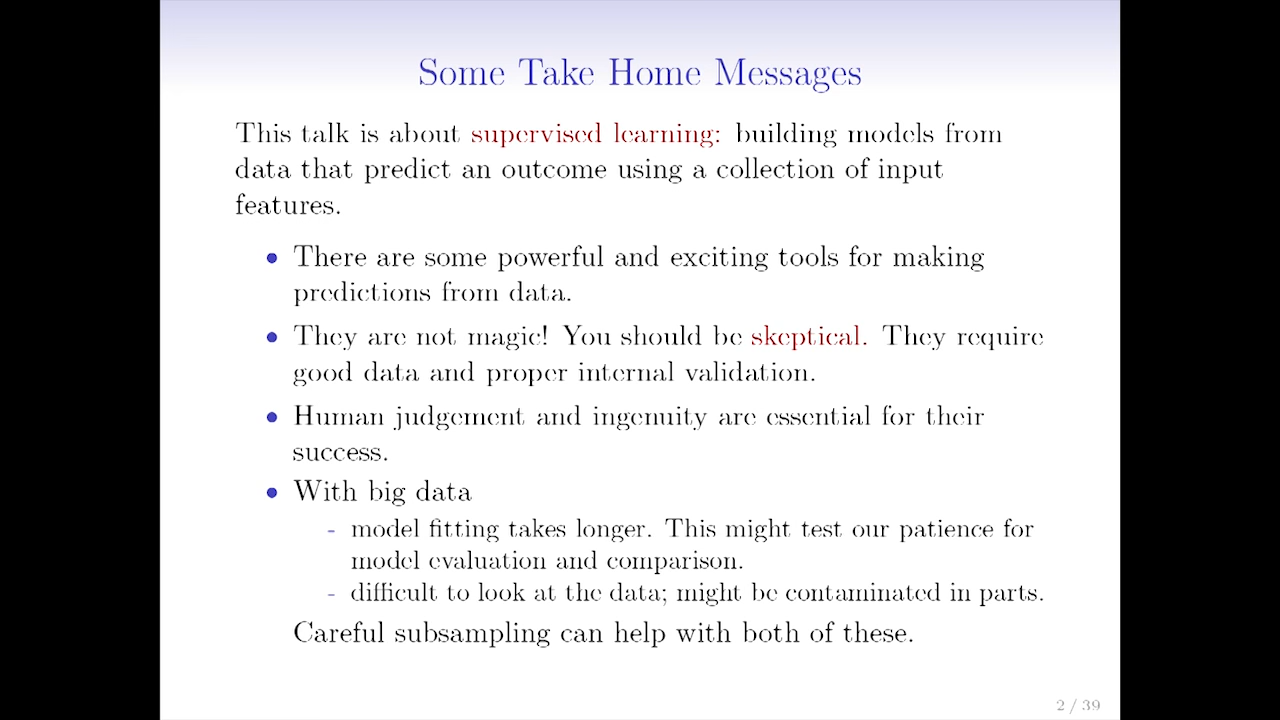 Some Take Home Messages
This talk is about supervised learning: building models from
data that predict an outcome using a collection of input
features.
• There are some powerful and exciting tools for making
predictions from data.
• They are not magic! You should be skeptical. They require
good data and proper internal validation.
• Human judgement and ingenuity are essential for their
success.
• With big data
- model fitting takes longer. This might test our patience for
model evaluation and comparison.
- difficult to look at the data; might be contaminated in parts.
Careful subsampling can help with both of these.
2 / 39